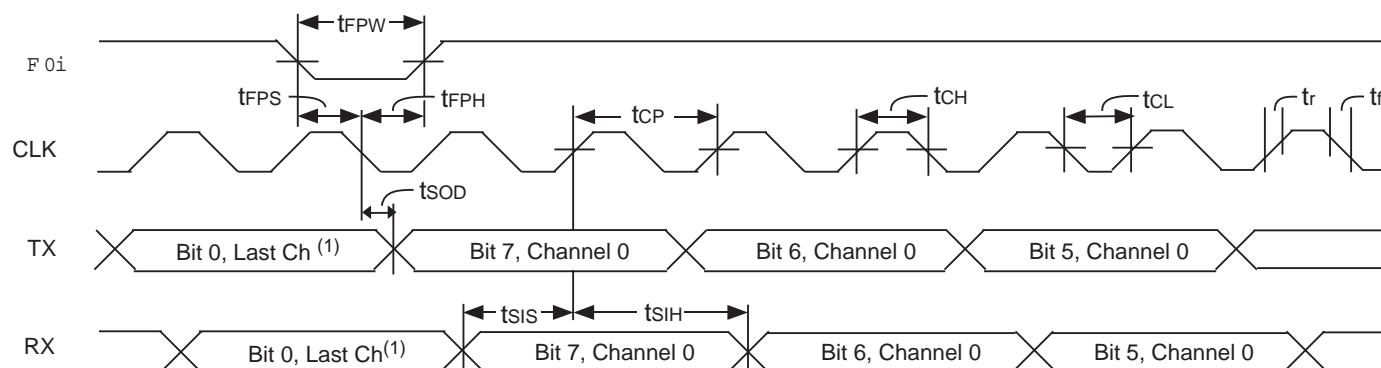 tFPW
F 0i
tFPS tFPH tCP tCH tCL tr tf
CLK
tSOD
TX Bit 0, Last Ch (1) Bit 7, Channel 0 Bit 6, Channel 0 Bit 5, Channel 0
tSIS tSIH
RX Bit 0, Last Ch(1) Bit 7, Channel 0 Bit 6, Channel 0 Bit 5, Channel 0